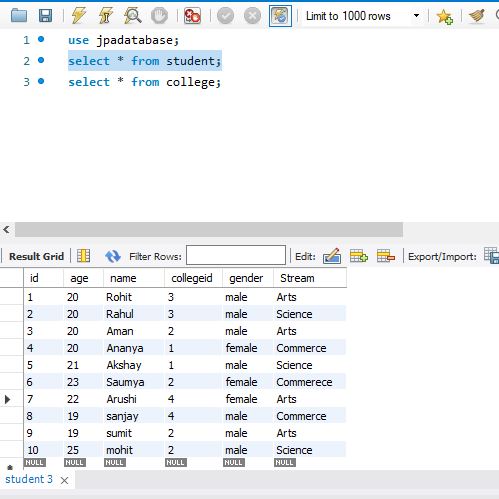 Limit to 1000 rows
1 use jpadatabase;
2 select * from student;
3 select * from college;
Result Grid Filter Rows: Edit: Export/Import:
id age name collegeid gender Stream
1 20 Rohit 3 male Arts
2 20 Rahul 3 male Science
3 20 Aman 2 male Arts
4 20 Ananya 1 female Commerce
5 21 Akshay 1 male Science
6 23 Saumya 2 female Commerece
7 22 Arushi 4 female Arts
8 19 sanjay 4 male Commerce
9 19 sumit 2 male Arts
10 25 mohit 2 male Science
NULL NULL NULL NULL NULL NULL
student 3